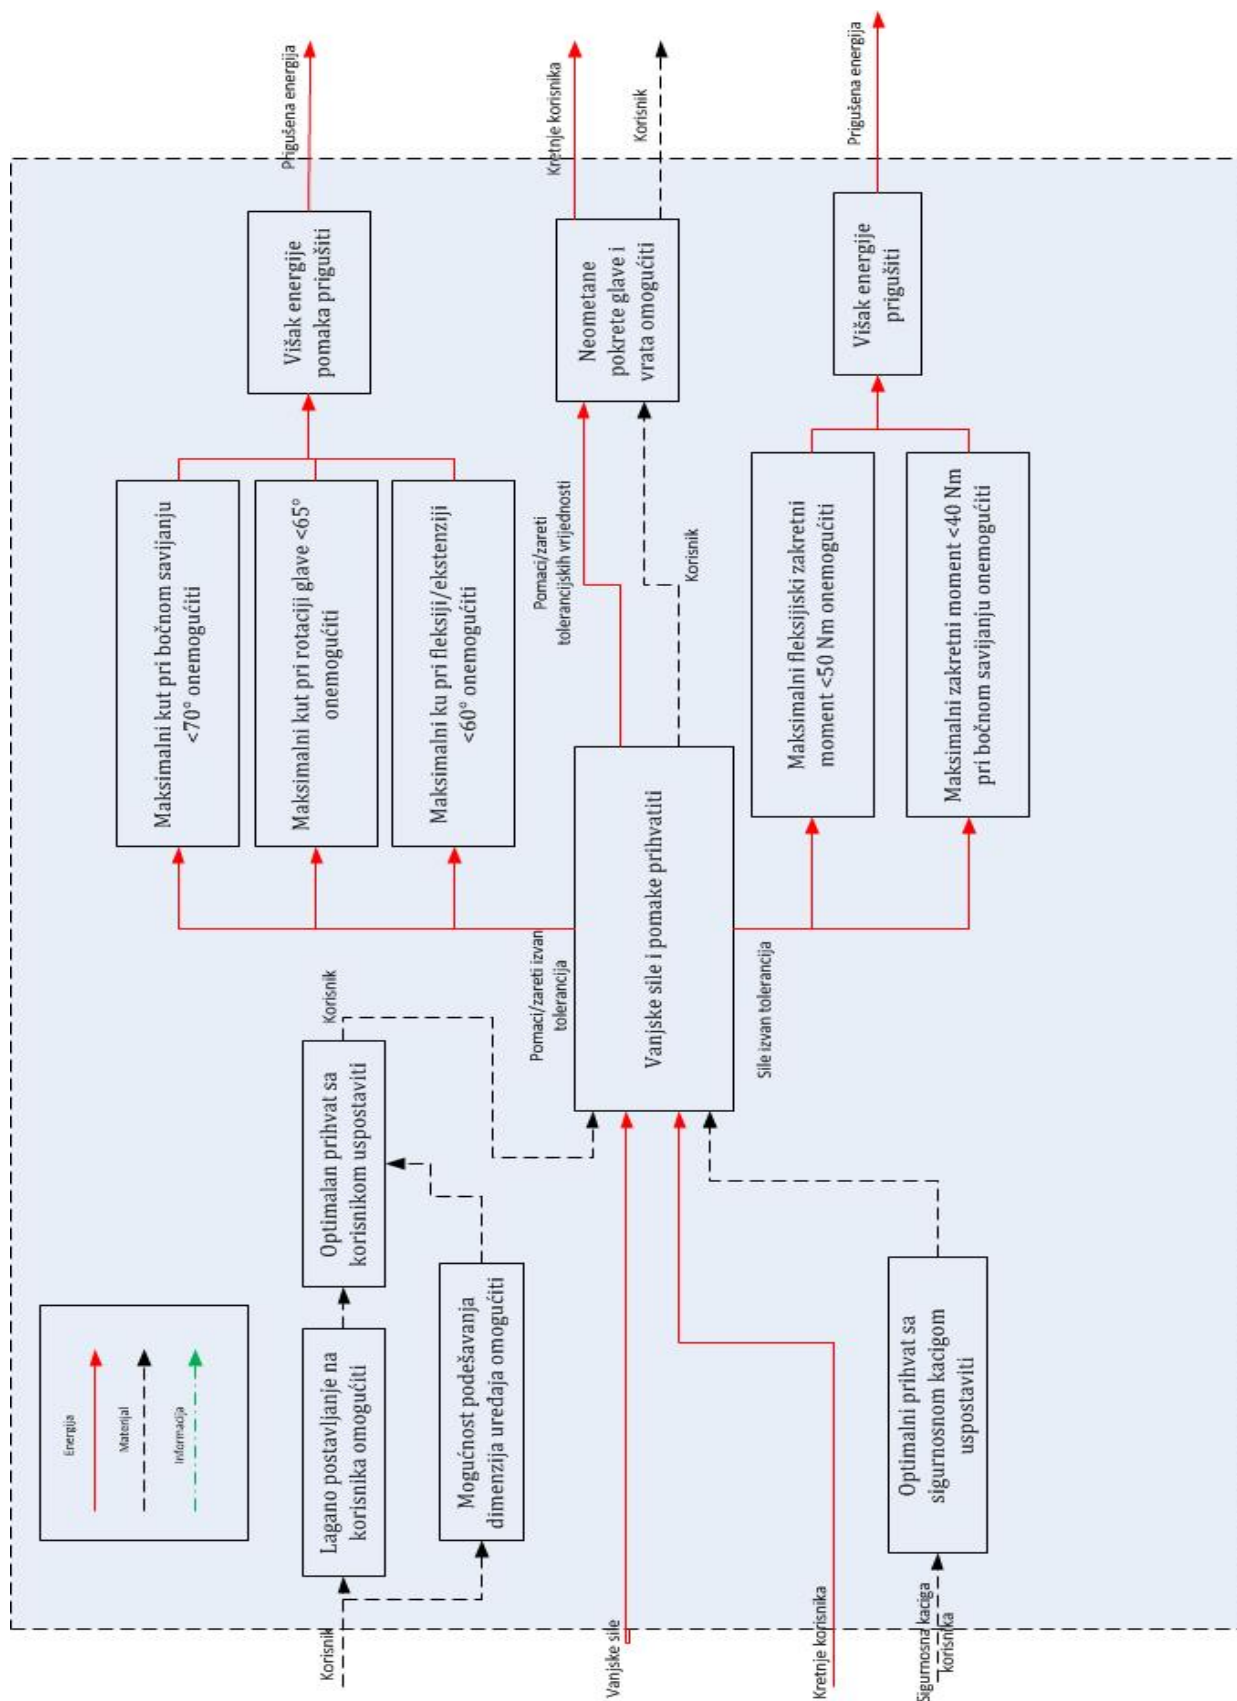 Energija
Materijal
Informacija
Korisnik
Lagano postavljanje na
korisnika omogućiti
Mogućnost podešavanja
dimenzija uređaja omogućiti
Optimalan prihvat sa
korisnikom uspostaviti
Korisnik
Vanjske sile
Kretnje korisnika
Sigurnosna kaciga
korisnika
Optimalni prihvat sa
sigurnosnom kacigom
uspostaviti
Vanjske sile i pomake prihvatiti
Pomaci/zareti izvan
tolerancija
Sile izvan tolerancija
Maksimalni kut pri bočnom savijanju
<70° onemogućiti
Maksimalni kut pri rotaciji glave <65°
onemogućiti
Maksimalni ku pri fleksiji/ekstenziji
<60° onemogućiti
Višak energije
pomaka prigušiti
Prigušena energija
Pomaci/zareti
tolerancijskih vrijednosti
Korisnik
Neometane
pokrete glave i
vrata omogućiti
Kretnje korisnika
Korisnik
Maksimalni fleksijiski zakretni
moment <50 Nm onemogućiti
Maksimalni zakretni moment <40 Nm
pri bočnom savijanju onemogućiti
Višak energije
prigušiti
Prigušena energija